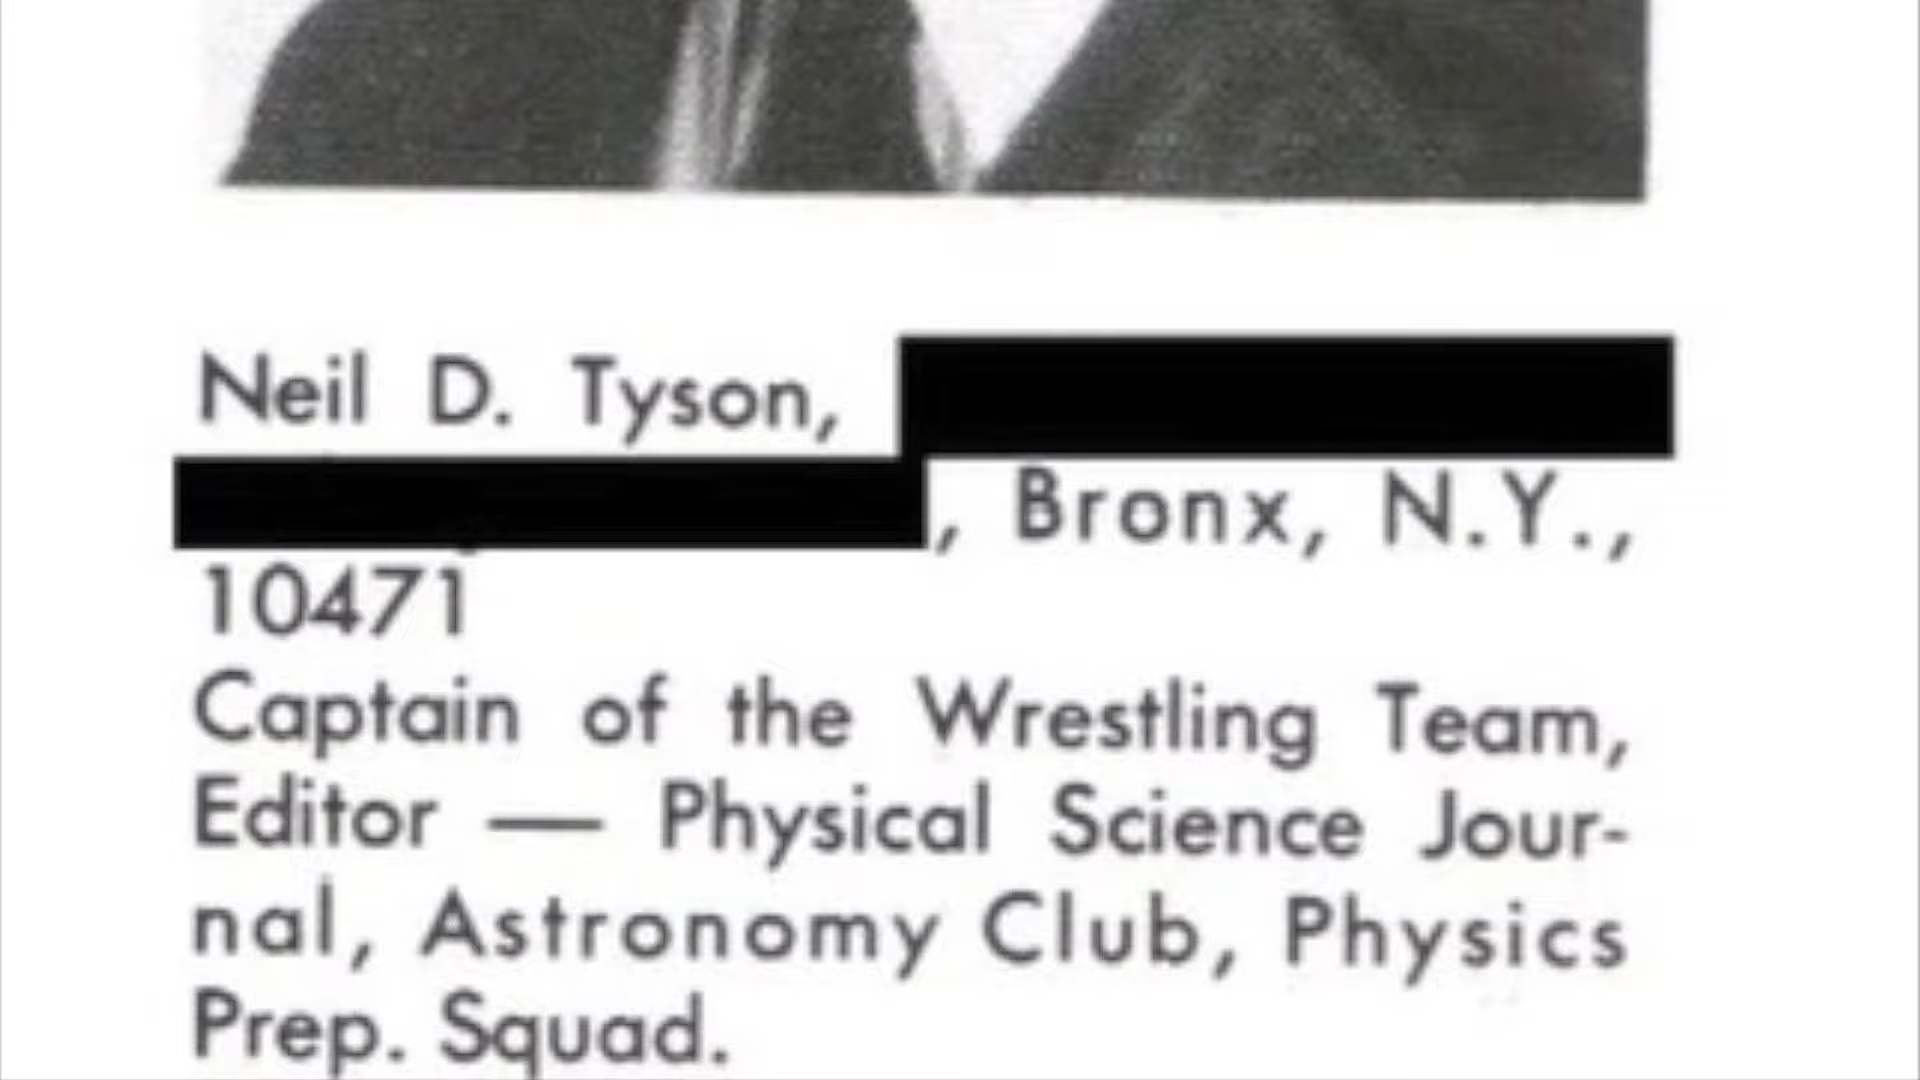 Neil D. Tyson,
, Bronx, N.Y.,
10471
Captain of the Wrestling Team,
Editor — Physical Science Jour-
nal, Astronomy Club, Physics
Prep. Squad.